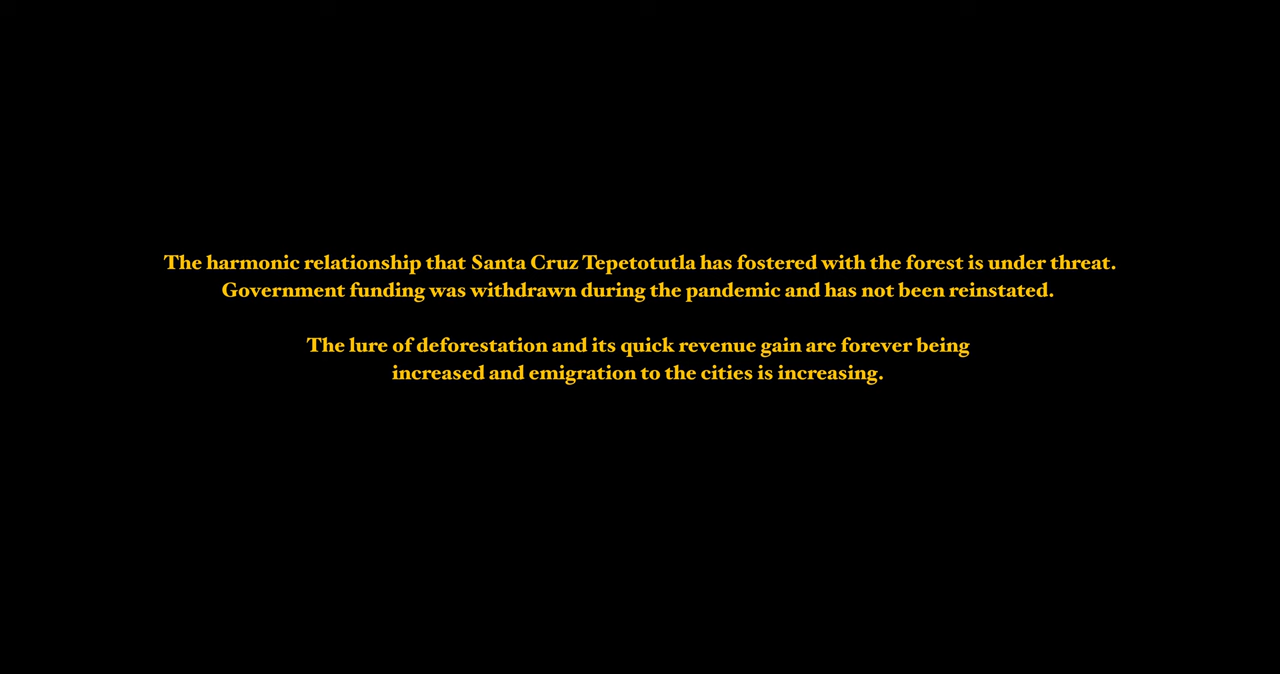 The harmonic relationship that Santa Cruz Tepetotutla has fostered with the forest is under threat.
Government funding was withdrawn during the pandemic and has not been reinstated.
The lure of deforestation and its quick revenue gain are forever being
increased and emigration to the cities is increasing.